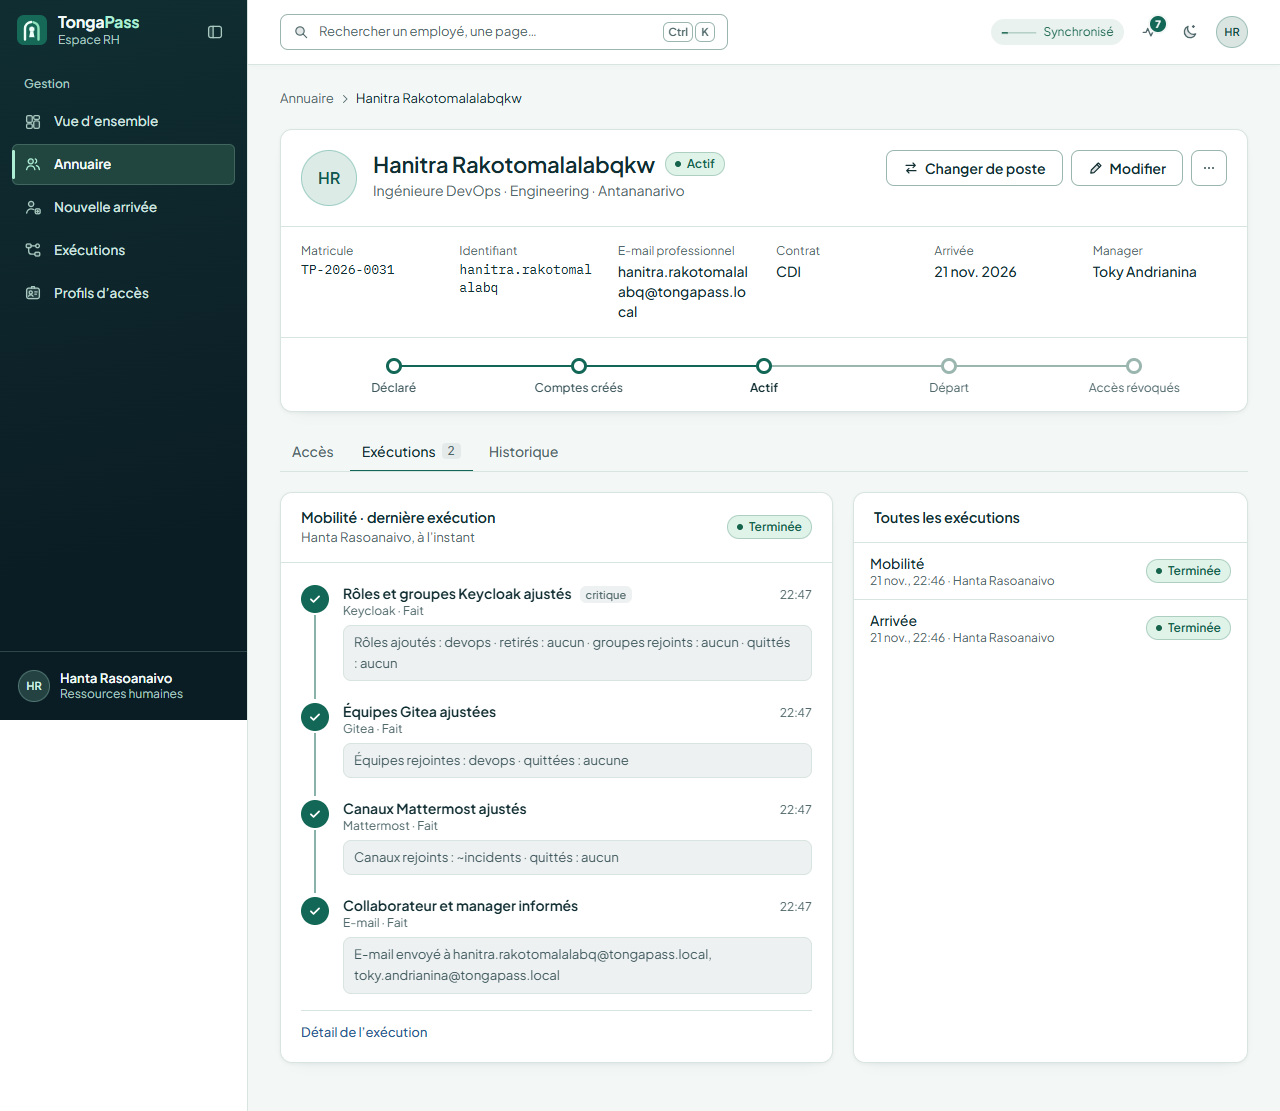 TongaPass
Espace RH
Rechercher un employé, une page...
Ctrl K
Synchronisé
7
HR
Gestion
Vue d’ensemble
Annuaire
Nouvelle arrivée
Exécutions
Profils d’accès
HR
Hanta Rasoanaivo
Ressources humaines
Annuaire > Hanitra Rakotomalalabqkw
HR
Hanitra Rakotomalalabqkw
Actif
Ingénieure DevOps · Engineering · Antananarivo
Changer de poste
Modifier
...
Matricule
TP-2026-0031
Identifiant
hanitra.rakotomal
alabq
E-mail professionnel
hanitra.rakotomalal
abq@tongapass.lo
cal
Contrat
CDI
Arrivée
21 nov. 2026
Manager
Toky Andrianina
Déclaré
Comptes créés
Actif
Départ
Accès révoqués
Accès
Exécutions 2
Historique
Mobilité · dernière exécution
Hanta Rasoanaivo, à l’instant
Terminée
Rôles et groupes Keycloak ajustés critique 22:47
Keycloak · Fait
Rôles ajoutés : devops · retirés : aucun · groupes rejoints : aucun · quittés
: aucun
Équipes Gitea ajustées 22:47
Gitea · Fait
Équipes rejointes : devops · quittées : aucune
Canaux Mattermost ajustés 22:47
Mattermost · Fait
Canaux rejoints : ~incidents · quittés : aucun
Collaborateur et manager informés 22:47
E-mail · Fait
E-mail envoyé à hanitra.rakotomalalabq@tongapass.local,
toky.andrianina@tongapass.local
Détail de l’exécution
Toutes les exécutions
Mobilité
21 nov., 22:46 · Hanta Rasoanaivo
Terminée
Arrivée
21 nov., 22:46 · Hanta Rasoanaivo
Terminée